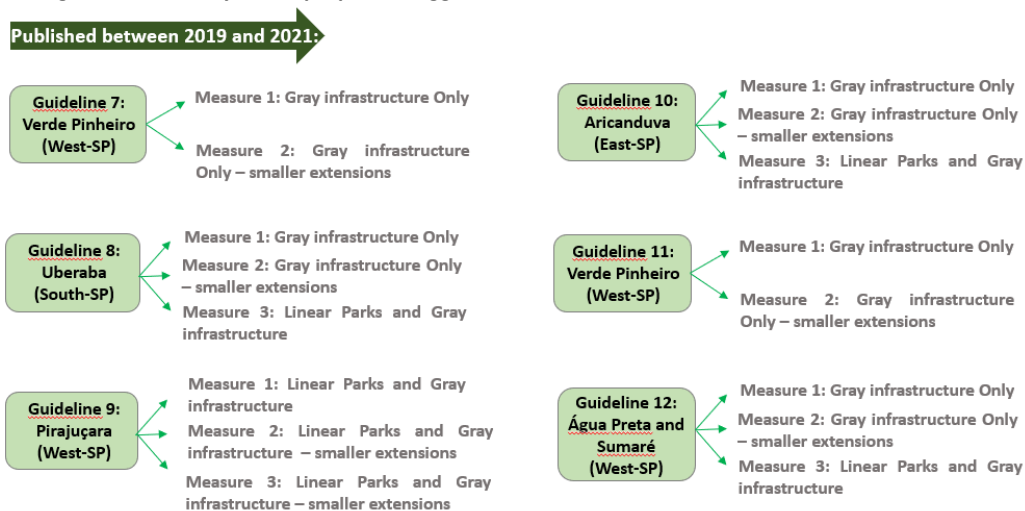 Published between 2019 and 2021:
Guideline 7:
Verde Pinheiro
(West-SP)
Measure 1: Gray infrastructure Only
Measure 2: Gray infrastructure
Only – smaller extensions
Guideline 8:
Uberaba
(South-SP)
Measure 1: Gray infrastructure Only
Measure 2: Gray infrastructure Only
– smaller extensions
Measure 3: Linear Parks and Gray
infrastructure
Guideline 9:
Pirajuçara
(West-SP)
Measure 1: Linear Parks and Gray
infrastructure
Measure 2: Linear Parks and Gray
infrastructure – smaller extensions
Measure 3: Linear Parks and Gray
infrastructure – smaller extensions
Guideline 10:
Aricanduva
(East-SP)
Measure 1: Gray infrastructure Only
Measure 2: Gray infrastructure Only
– smaller extensions
Measure 3: Linear Parks and Gray
infrastructure
Guideline 11:
Verde Pinheiro
(West-SP)
Measure 1: Gray infrastructure Only
Measure 2: Gray infrastructure
Only – smaller extensions
Guideline 12:
Água Preta and
Sumaré
(West-SP)
Measure 1: Gray infrastructure Only
Measure 2: Gray infrastructure Only
– smaller extensions
Measure 3: Linear Parks and Gray
infrastructure